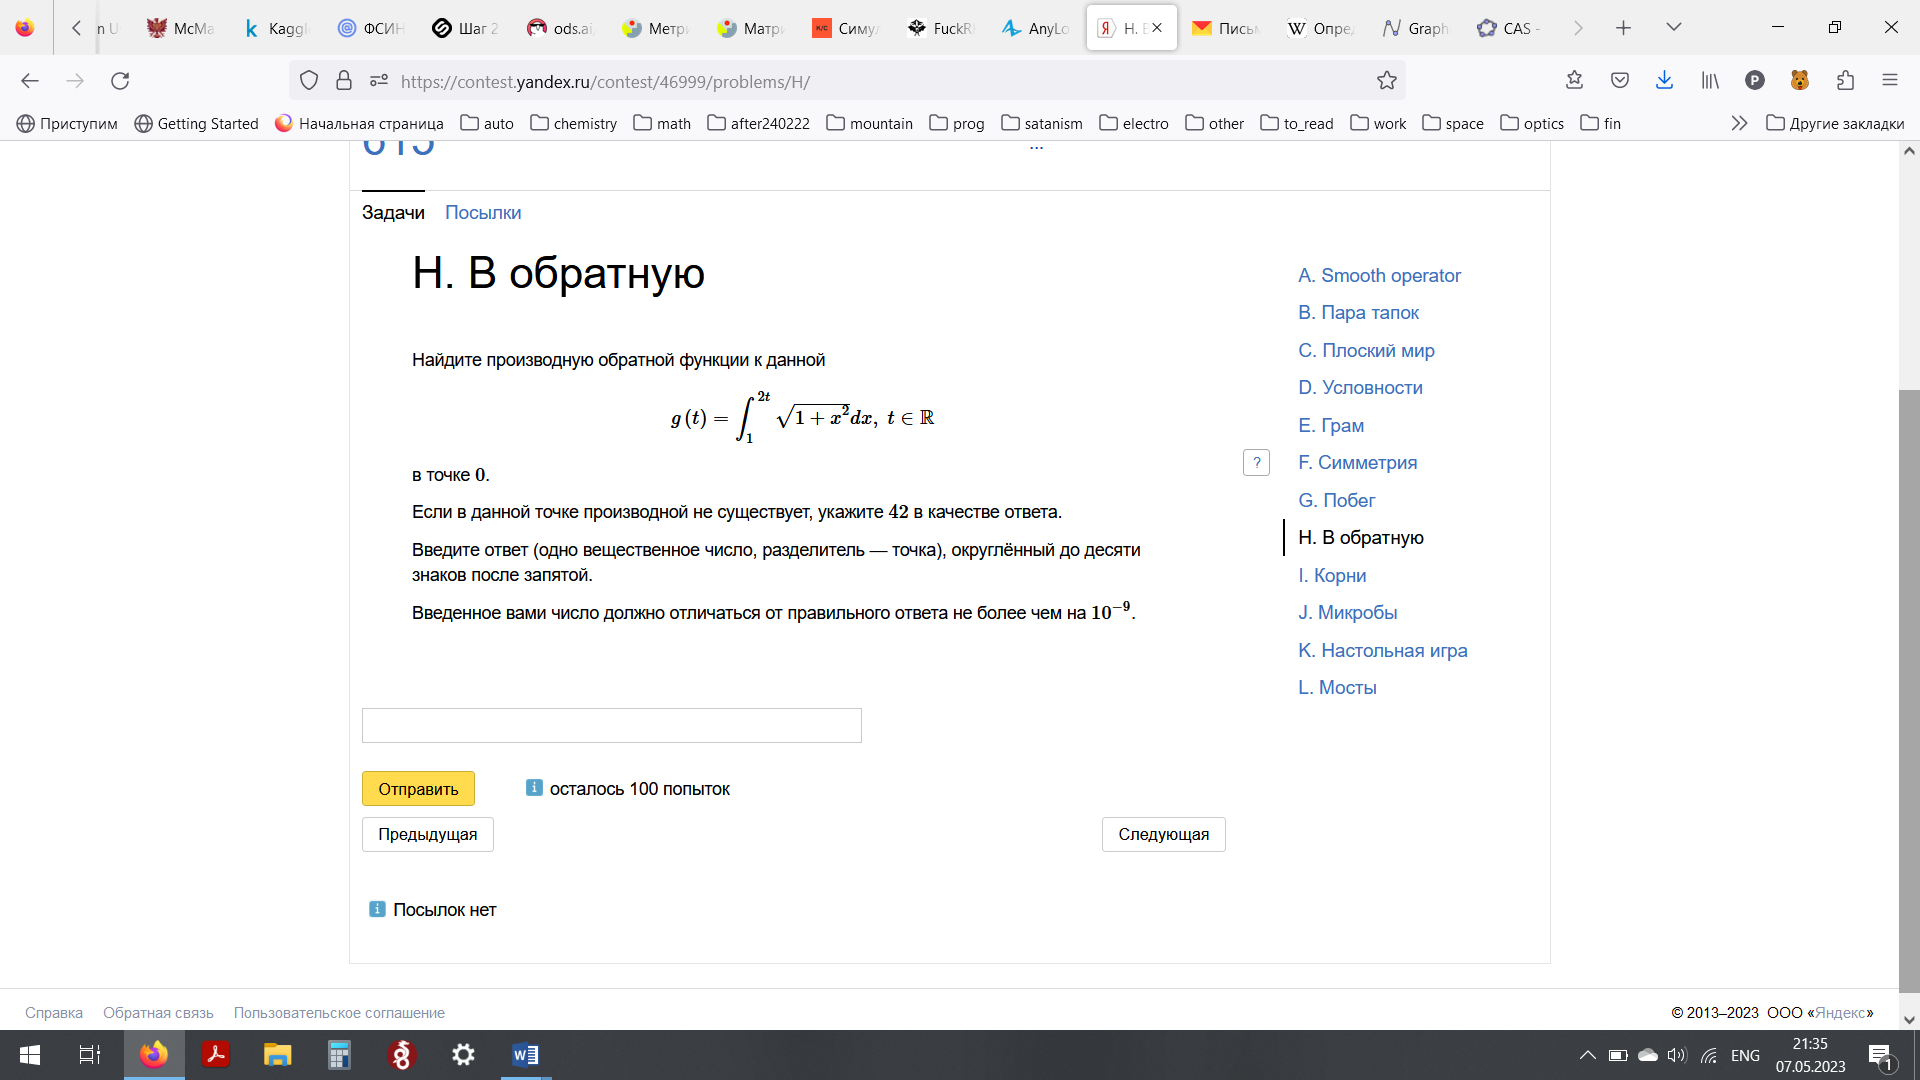 McMa
Kaggl
ФСИН
Шаг 2
ods.ai
Метри
Матри
К/С Симул
FuckR
AnyLo
Я Н. В
Письм
W Опре
Graph
CAS -
https://contest.yandex.ru/contest/46999/problems/H/
P
Приступим Getting Started Начальная страница auto chemistry math after240222 mountain prog satanism electro other to_read work space optics fin Другие закладки
615
...
Задачи Посылки
H. В обратную
Найдите производную обратной функции к данной
g (t) = ∫₁²ᵗ √(1 + x²)dx, t ∈ ℝ
в точке 0.
Если в данной точке производной не существует, укажите 42 в качестве ответа.
Введите ответ (одно вещественное число, разделитель — точка), округлённый до десяти
знаков после запятой.
Введенное вами число должно отличаться от правильного ответа не более чем на 10⁻⁹.
?
A. Smooth operator
B. Пара тапок
C. Плоский мир
D. Условности
E. Грам
F. Симметрия
G. Побег
H. В обратную
I. Корни
J. Микробы
K. Настольная игра
L. Мосты
Отправить
осталось 100 попыток
Предыдущая
Следующая
Посылок нет
Справка Обратная связь Пользовательское соглашение
© 2013–2023 ООО «Яндекс»
ENG
21:35
07.05.2023
1